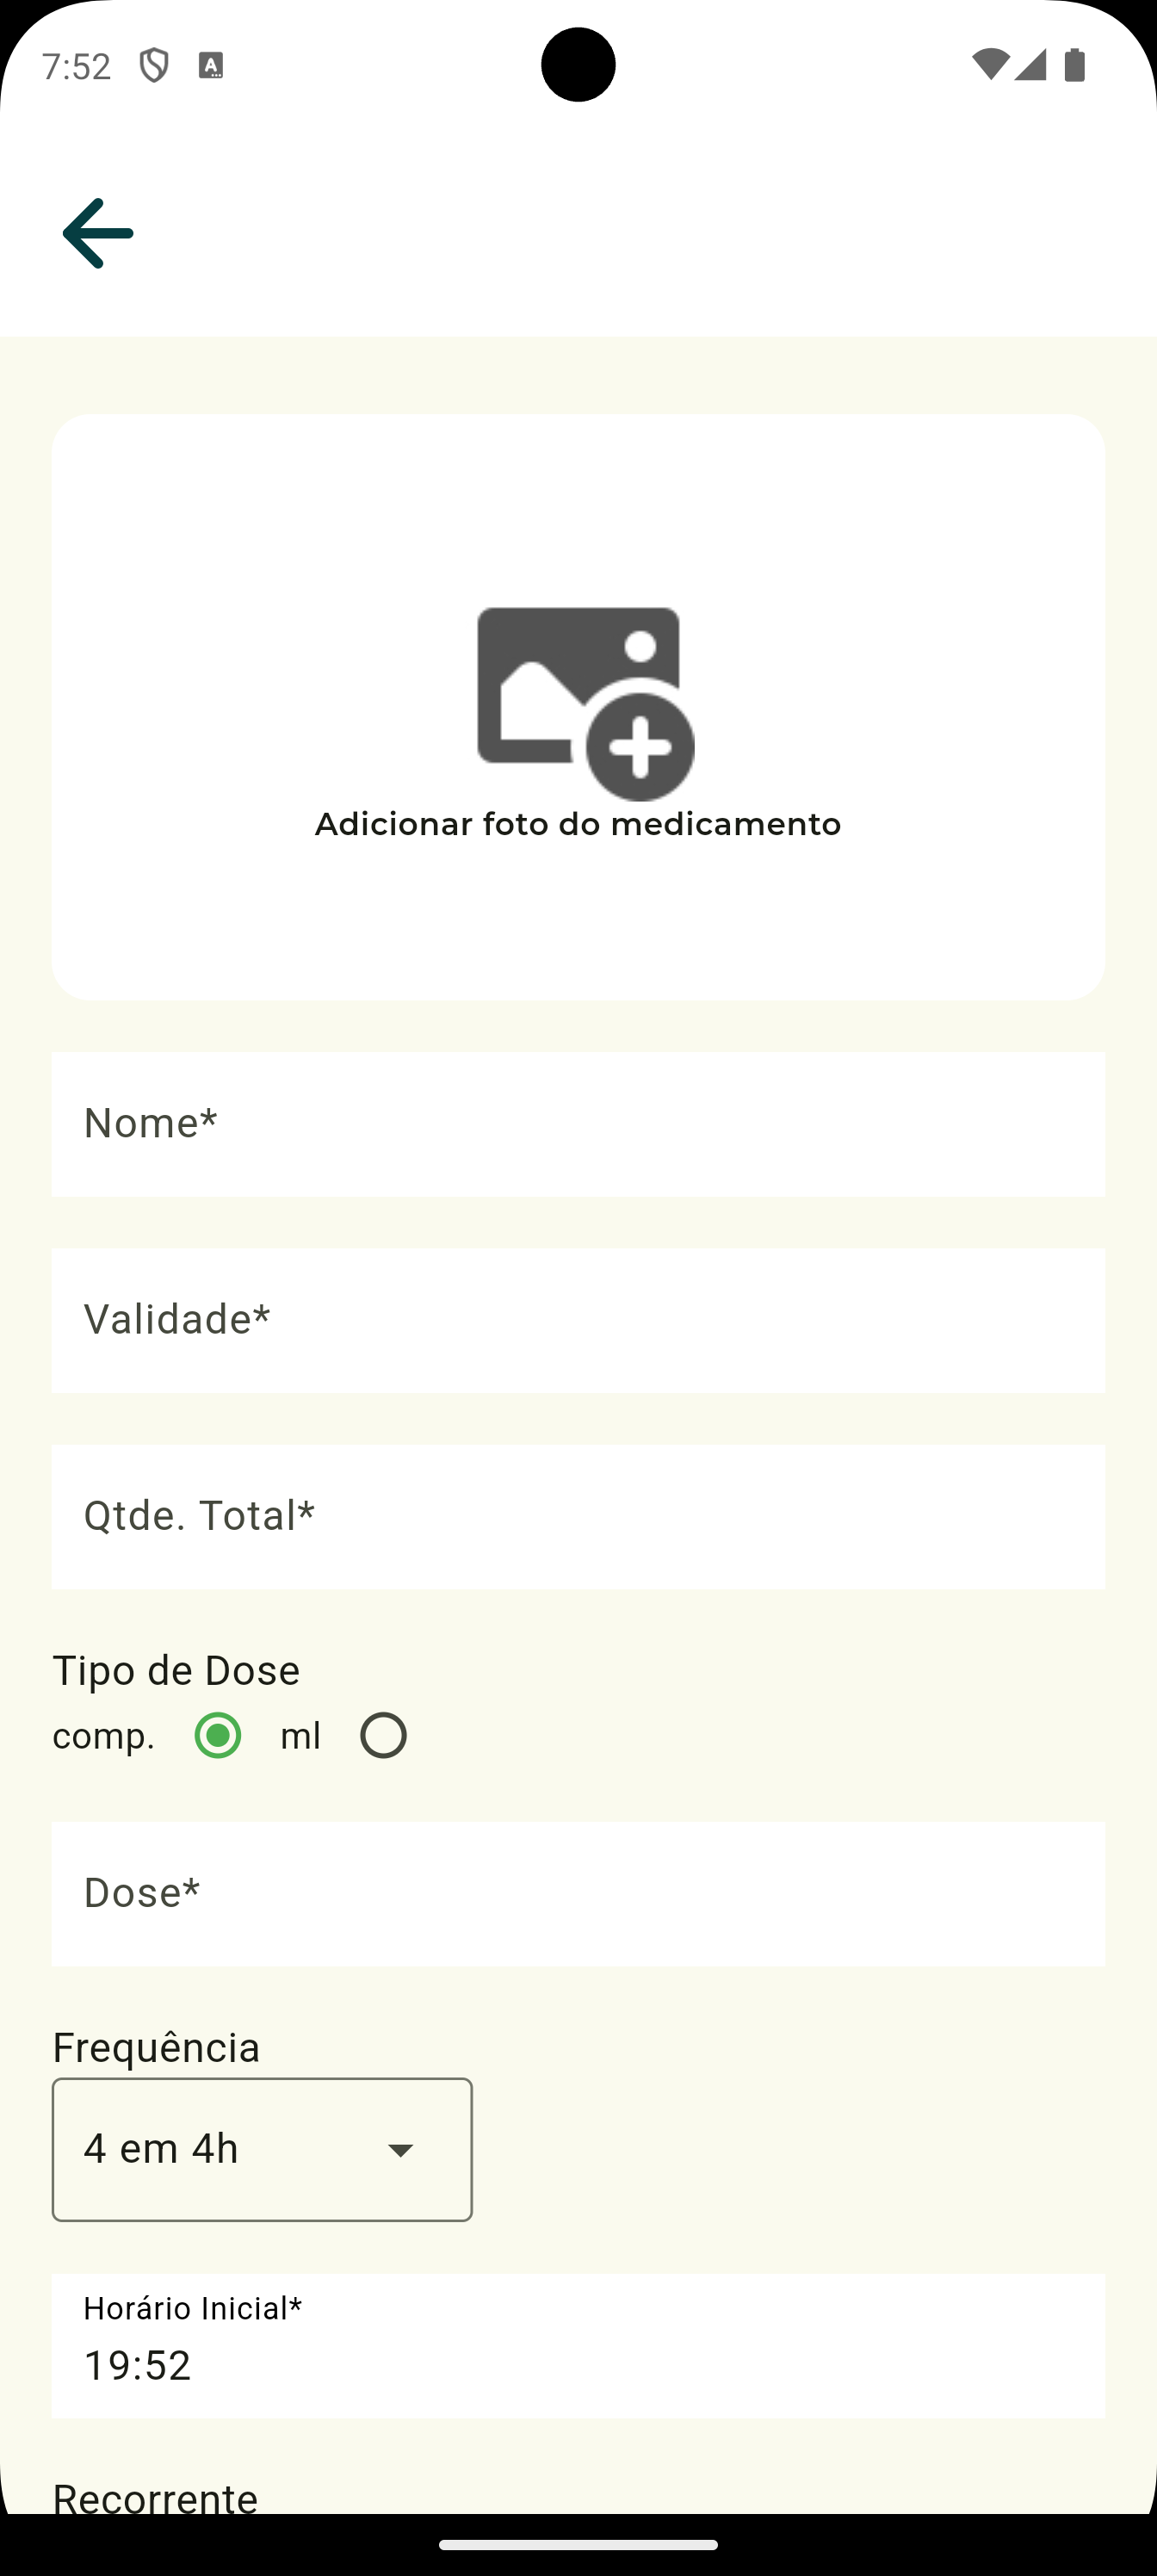 7:52
Adicionar foto do medicamento
Nome*
Validade*
Qtde. Total*
Tipo de Dose
comp. ml
Dose*
Frequência
4 em 4h
Horário Inicial*
19:52
Recorrente